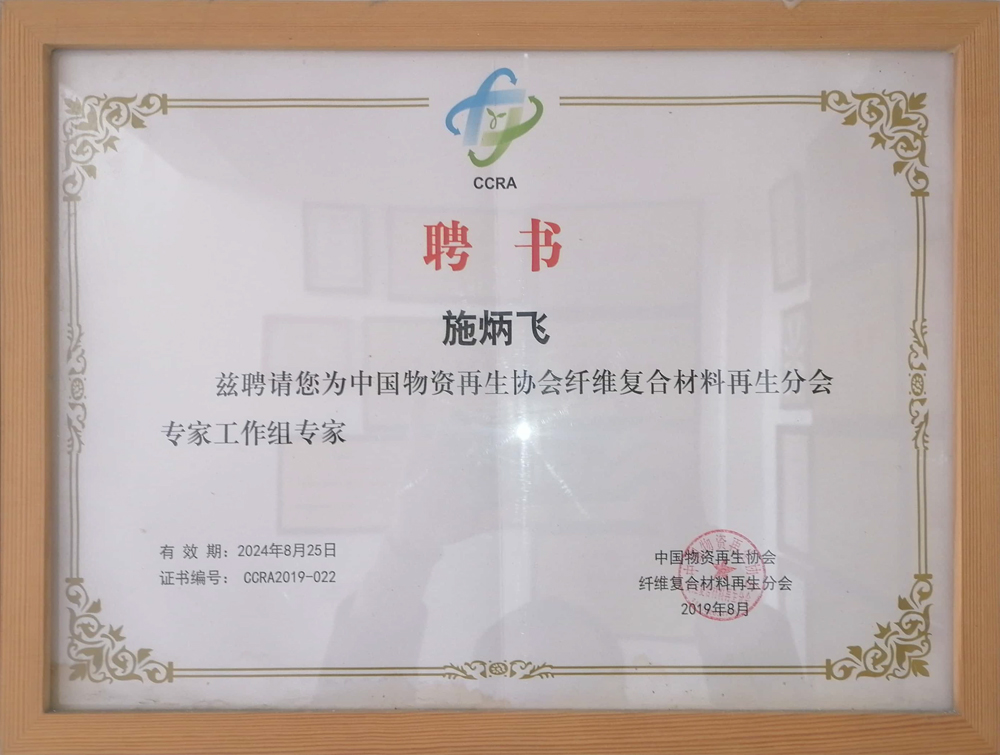 CCRA
聘 书
施炳飞
兹聘请您为中国物资再生协会纤维复合材料再生分会
专家工作组专家
有 效 期：2024年8月25日
证书编号： CCRA2019-022
中国物资再生协会
纤维复合材料再生分会
2019年8月